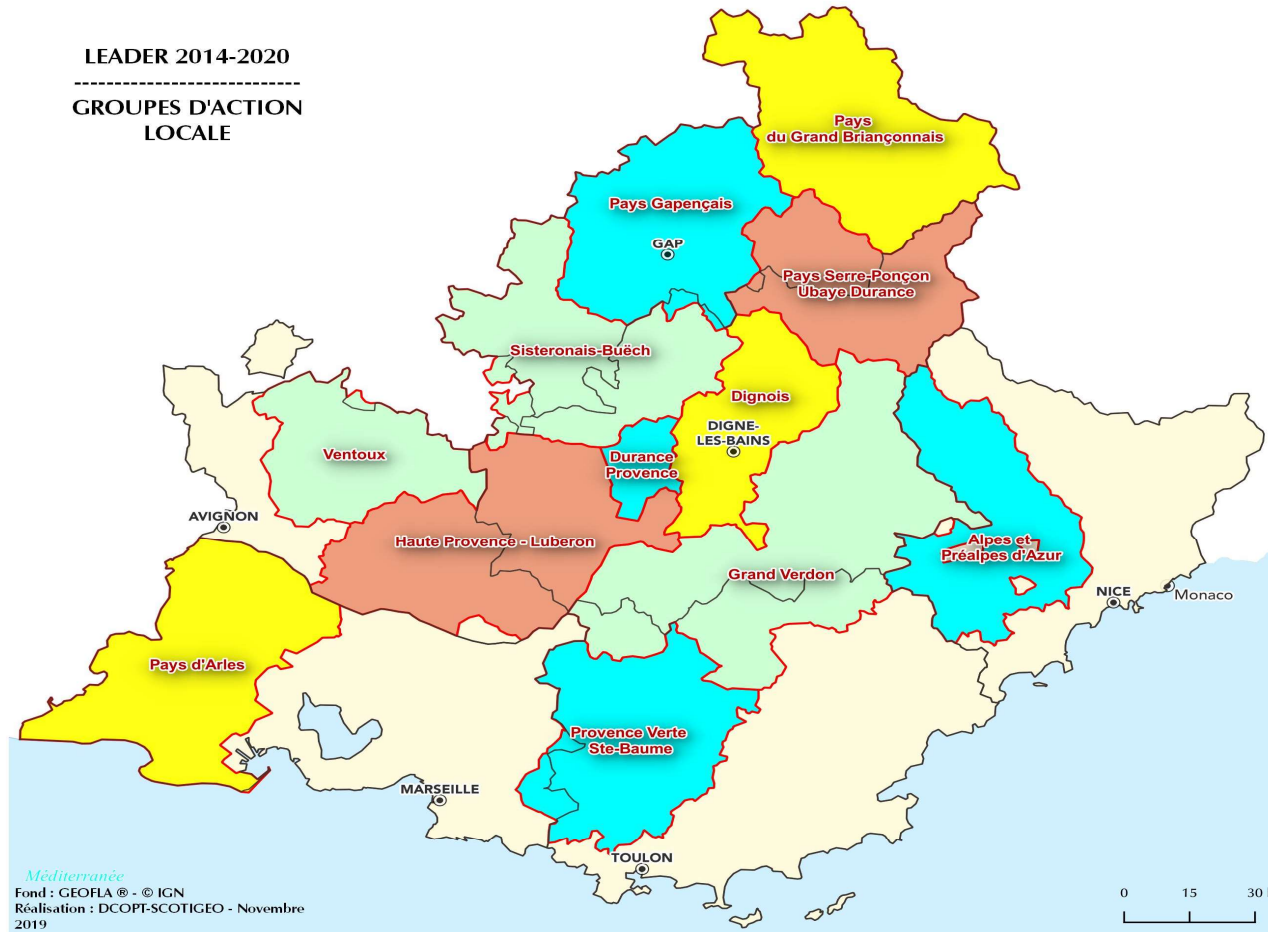 LEADER 2014-2020
---------------------------
GROUPES D'ACTION
LOCALE
Pays
du Grand Briançonnais
Pays Gapençais
GAP
Pays Serre-Ponçon
Ubaye Durance
Sisteronais-Buëch
Dignois
DIGNE-
LES-BAINS
Ventoux
Durance
Provence
AVIGNON
Haute Provence - Luberon
Alpes et
Préalpes d'Azur
Grand Verdon
NICE
Monaco
Pays d'Arles
Provence Verte
Ste-Baume
MARSEILLE
TOULON
Méditerranée
Fond : GEOFLA ® - © IGN
Réalisation : DCOPT-SCOTIGEO - Novembre
2019
0 15 30